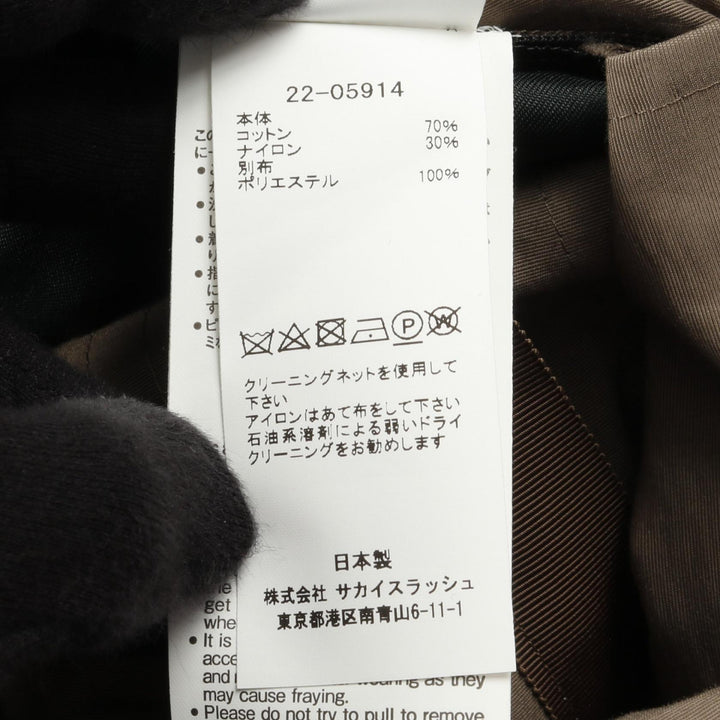 22-05914
本体
コットン 70%
ナイロン 30%
別布
ポリエステル 100%
P
W
クリーニングネットを使用して
下さい
アイロンはあて布をして下さい
石油系溶剤による弱いドライ
クリーニングをお勧めします
日本製
株式会社 サカイスラッシュ
東京都港区南青山6-11-1
get
• It is
and
wearing as they
may cause fraying.
• Please do not try to pull to remove